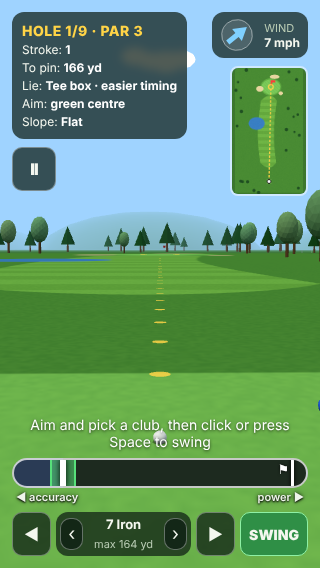 HOLE 1/9 · PAR 3
Stroke: 1
To pin: 166 yd
Lie: Tee box · easier timing
Aim: green centre
Slope: Flat
WIND
7 mph
Aim and pick a club, then click or press
Space to swing
◀ accuracy
power ▶
7 Iron
max 164 yd
SWING